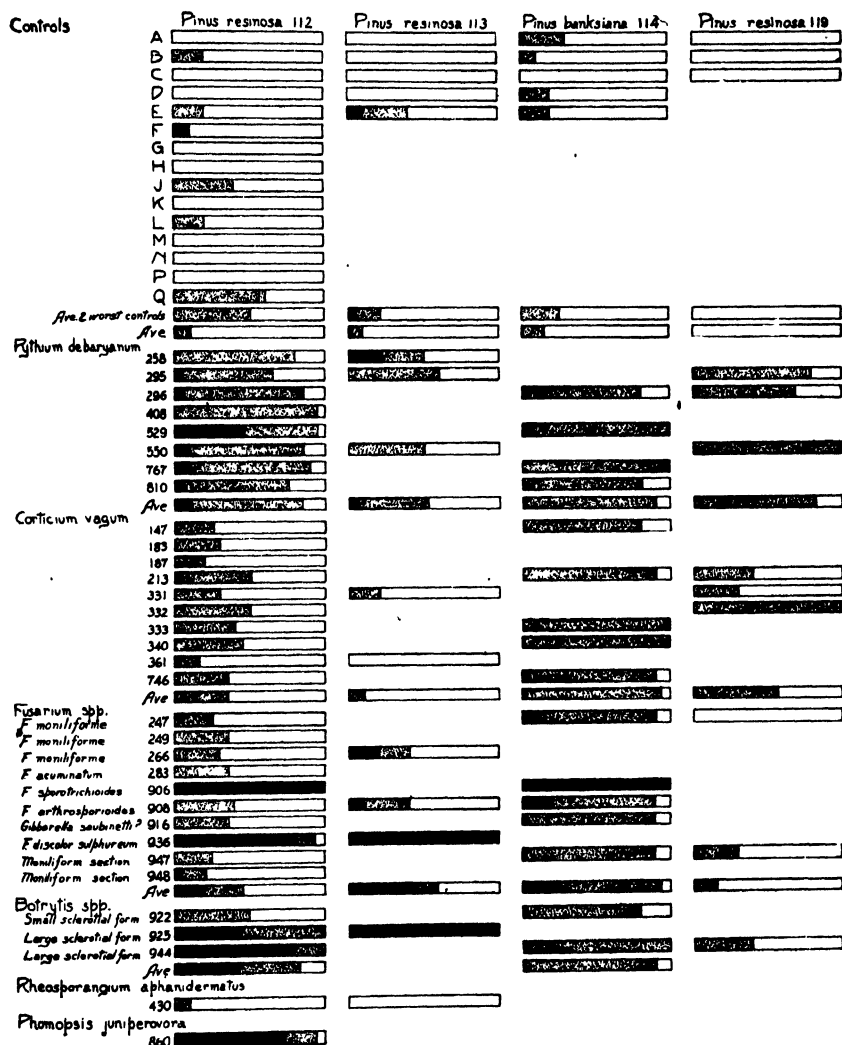 Controls
Pinus resinosa 112 Pinus resinosa 113 Pinus banksiana 114 Pinus resinosa 119
A
B
C
D
E
F
G
H
J
K
L
M
N
P
Q
Ave. 2 worst controls
Ave
Pythium debaryanum
258
295
296
408
529
550
767
810
Ave
Corticium vagum
147
183
187
213
331
332
333
340
361
746
Ave
Fusarium spp.
F moniliforme 247
F moniliforme 249
F moniliforme 266
F acuminatum 283
F sporotrichioides 906
F arthrosporioides 908
Gibberella saubinetti? 916
F discolor sulphureum 936
Moniliform section 947
Moniliform section 948
Ave
Botrytis spp.
Small sclerotial form 922
Large sclerotial form 925
Large sclerotial form 944
Ave
Rheosporangium aphanidermatus
430
Phomopsis juniperovora
860